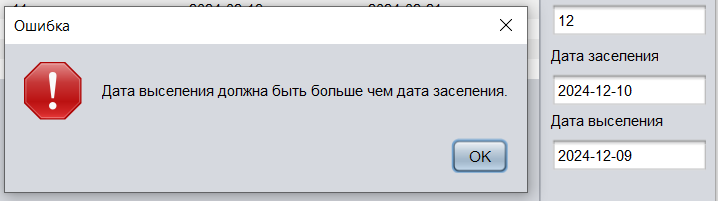 Ошибка
Дата выселения должна быть больше чем дата заселения.
OK
12
Дата заселения
2024-12-10
Дата выселения
2024-12-09